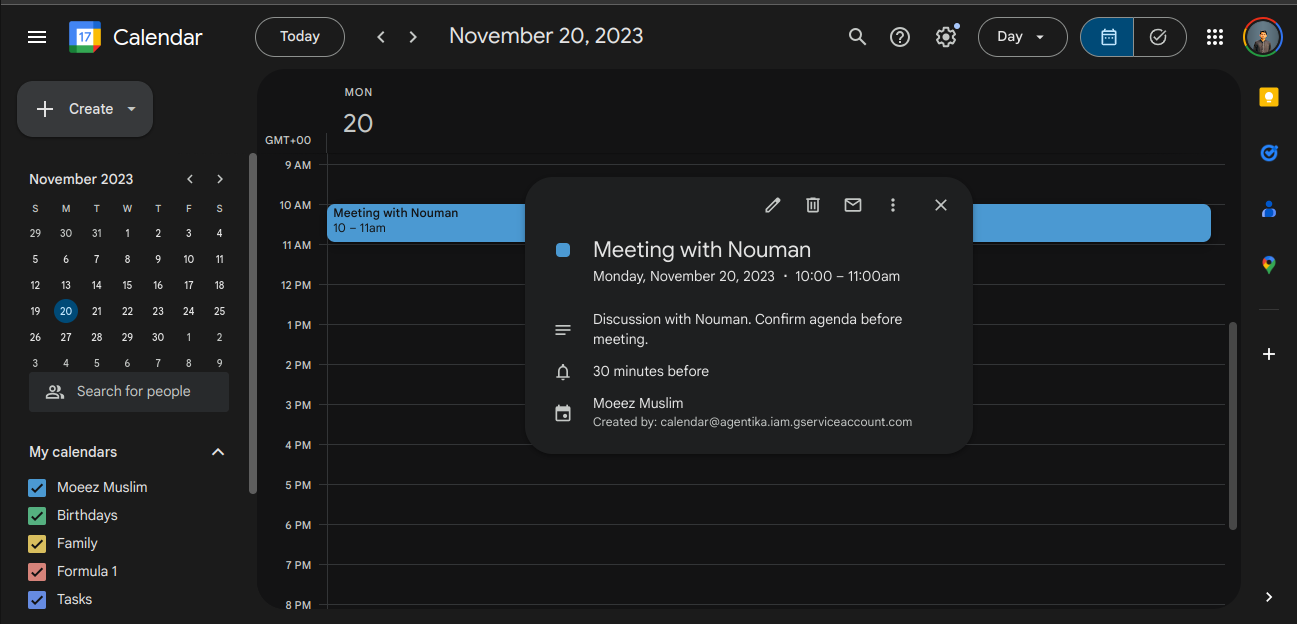 17 Calendar
Today
November 20, 2023
Day
Create
November 2023
S M T W T F S
29 30 31 1 2 3 4
5 6 7 8 9 10 11
12 13 14 15 16 17 18
19 20 21 22 23 24 25
26 27 28 29 30 1 2
3 4 5 6 7 8 9
Search for people
My calendars
Moeez Muslim
Birthdays
Family
Formula 1
Tasks
MON
20
GMT+00
9 AM
10 AM
11 AM
12 PM
1 PM
2 PM
3 PM
4 PM
5 PM
6 PM
7 PM
8 PM
Meeting with Nouman
10 – 11am
Meeting with Nouman
Monday, November 20, 2023 · 10:00 – 11:00am
Discussion with Nouman. Confirm agenda before
meeting.
30 minutes before
Moeez Muslim
Created by: calendar@agentika.iam.gserviceaccount.com